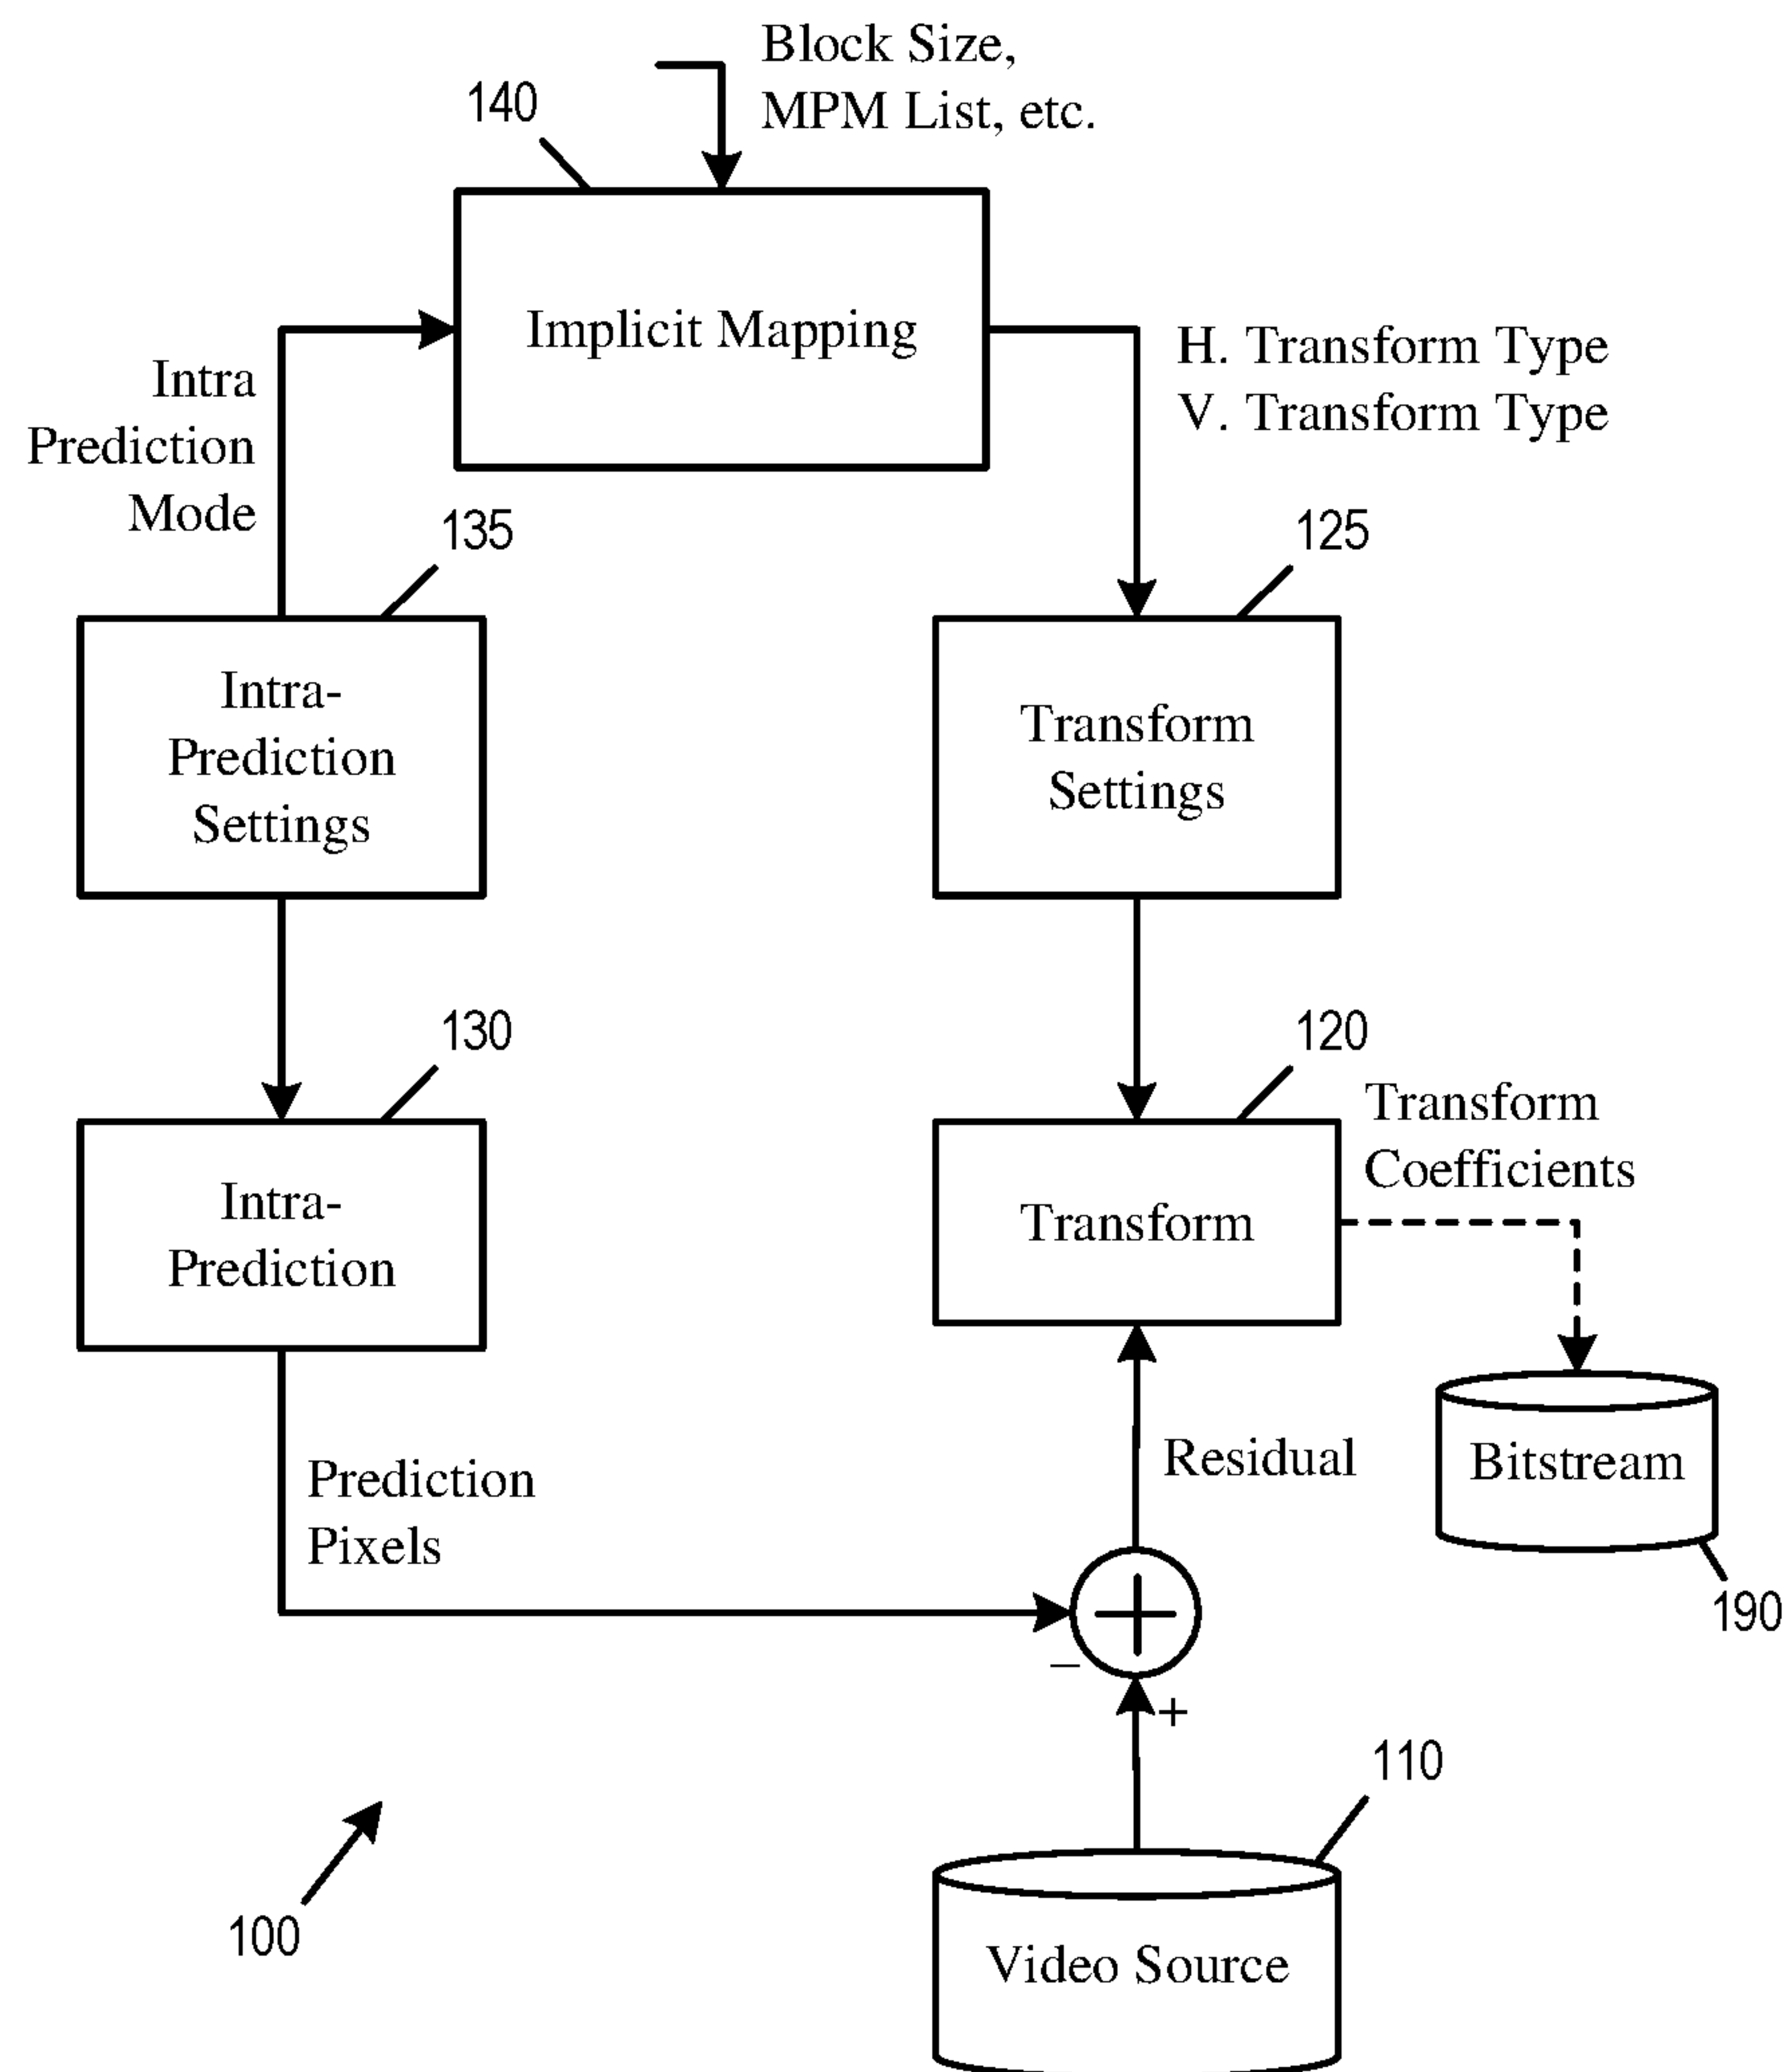 Block Size,
MPM List, etc.
140
Implicit Mapping
H. Transform Type
V. Transform Type
Intra
Prediction
Mode
135
125
Intra-
Prediction
Settings
Transform
Settings
130
120
Transform
Coefficients
Intra-
Prediction
Transform
Residual
Bitstream
Prediction
Pixels
190
–
+
110
100
Video Source